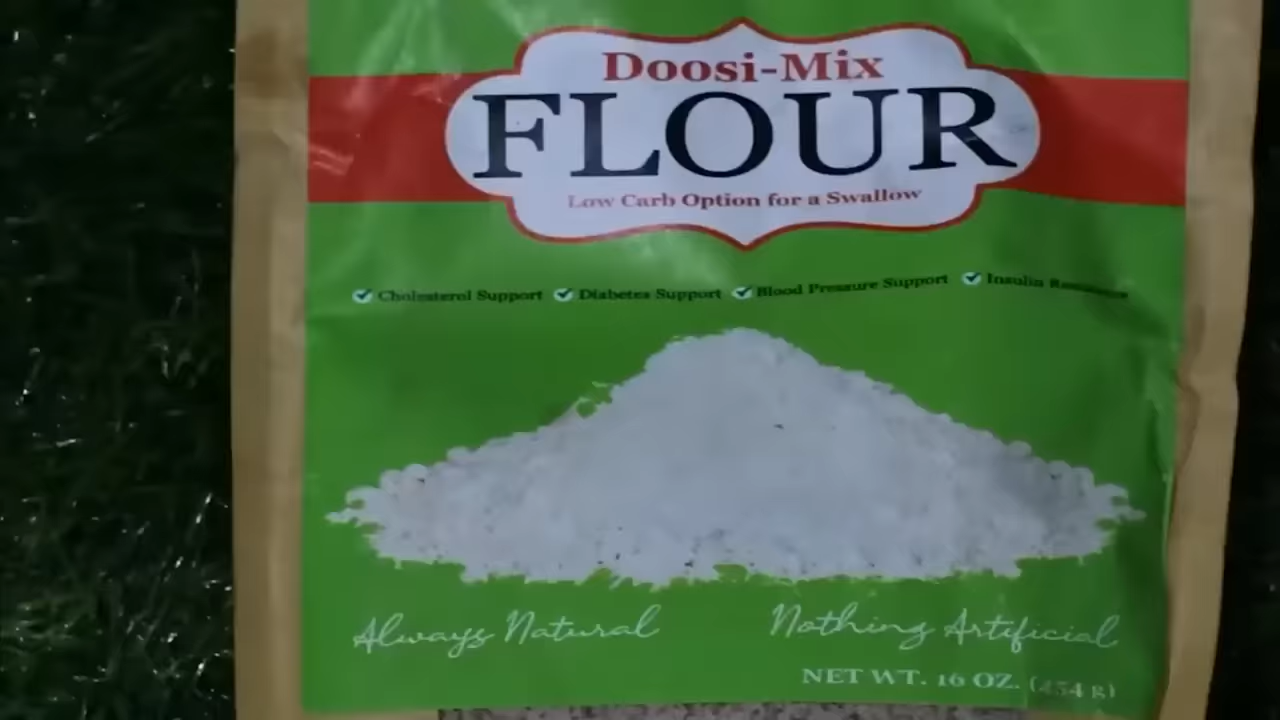 Doosi-Mix
FLOUR
Low Carb Option for a Swallow
Cholesterol Support Diabetes Support Blood Pressure Support Insulin
Always Natural Nothing Artificial
NET WT. 16 OZ. (454 g)